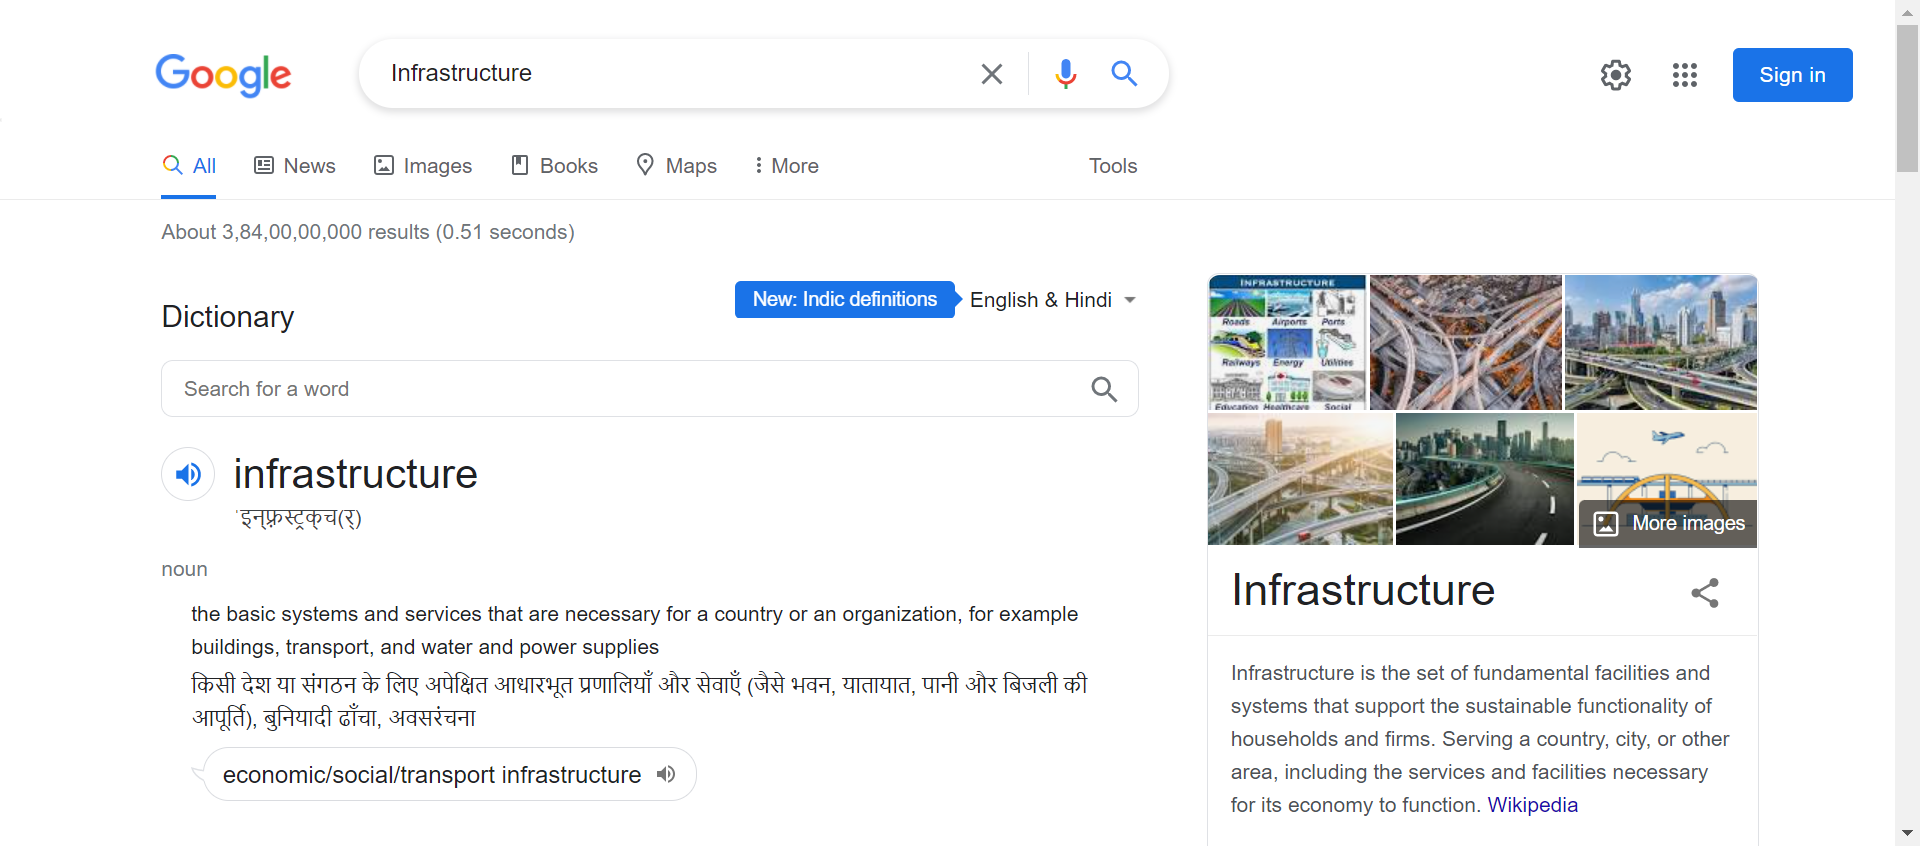 Google
Infrastructure
Sign in
All
News
Images
Books
Maps
More
Tools
About 3,84,00,00,000 results (0.51 seconds)
Dictionary
New: Indic definitions
English & Hindi
Search for a word
infrastructure
ˈइन्फ़्रस्ट्रक्च(र्)
noun
the basic systems and services that are necessary for a country or an organization, for example
buildings, transport, and water and power supplies
किसी देश या संगठन के लिए अपेक्षित आधारभूत प्रणालियाँ और सेवाएँ (जैसे भवन, यातायात, पानी और बिजली की
आपूर्ति), बुनियादी ढाँचा, अवसरंचना
economic/social/transport infrastructure
INFRASTRUCTURE
Roads Airports Ports
Railways Energy Utilities
Education Healthcare Social
More images
Infrastructure
Infrastructure is the set of fundamental facilities and
systems that support the sustainable functionality of
households and firms. Serving a country, city, or other
area, including the services and facilities necessary
for its economy to function. Wikipedia